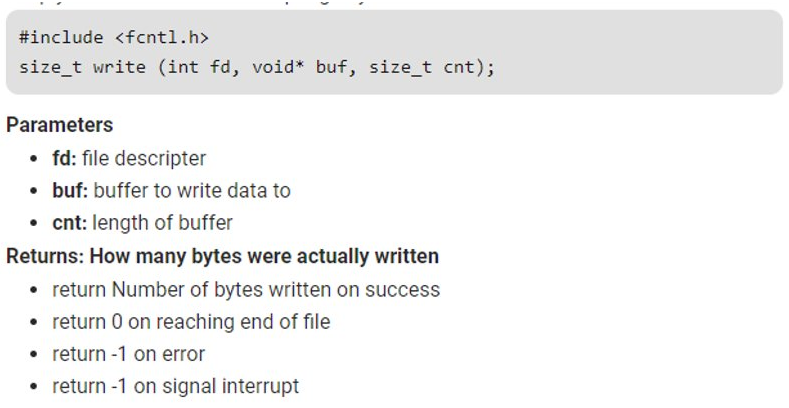 #include <fcntl.h>
size_t write (int fd, void* buf, size_t cnt);
Parameters
• fd: file descripter
• buf: buffer to write data to
• cnt: length of buffer
Returns: How many bytes were actually written
• return Number of bytes written on success
• return 0 on reaching end of file
• return -1 on error
• return -1 on signal interrupt